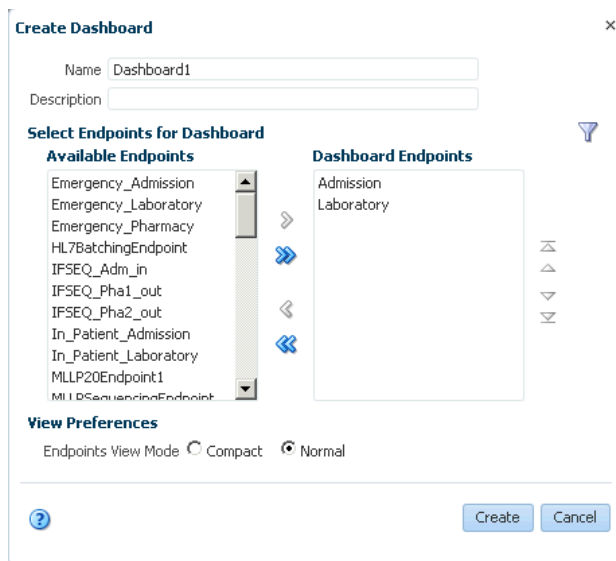 Create Dashboard
Name Dashboard1
Description
Select Endpoints for Dashboard
Available Endpoints
Emergency_Admission
Emergency_Laboratory
Emergency_Pharmacy
HL7BatchingEndpoint
IFSEQ_Adm_in
IFSEQ_Pha1_out
IFSEQ_Pha2_out
In_Patient_Admission
In_Patient_Laboratory
MLLP20Endpoint1
MLLPSequencingEndpoint
Dashboard Endpoints
Admission
Laboratory
View Preferences
Endpoints View Mode Compact Normal
Create Cancel